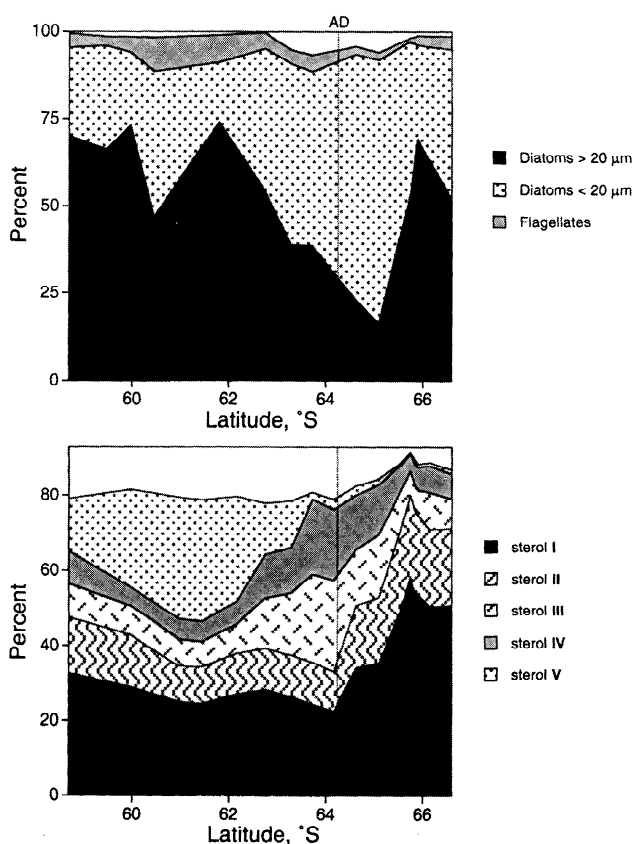 AD
100
75
50
25
0
Percent
60 62 64 66
Latitude, °S
Diatoms > 20 μm
Diatoms < 20 μm
Flagellates
80
60
40
20
0
Percent
60 62 64 66
Latitude, °S
sterol I
sterol II
sterol III
sterol IV
sterol V